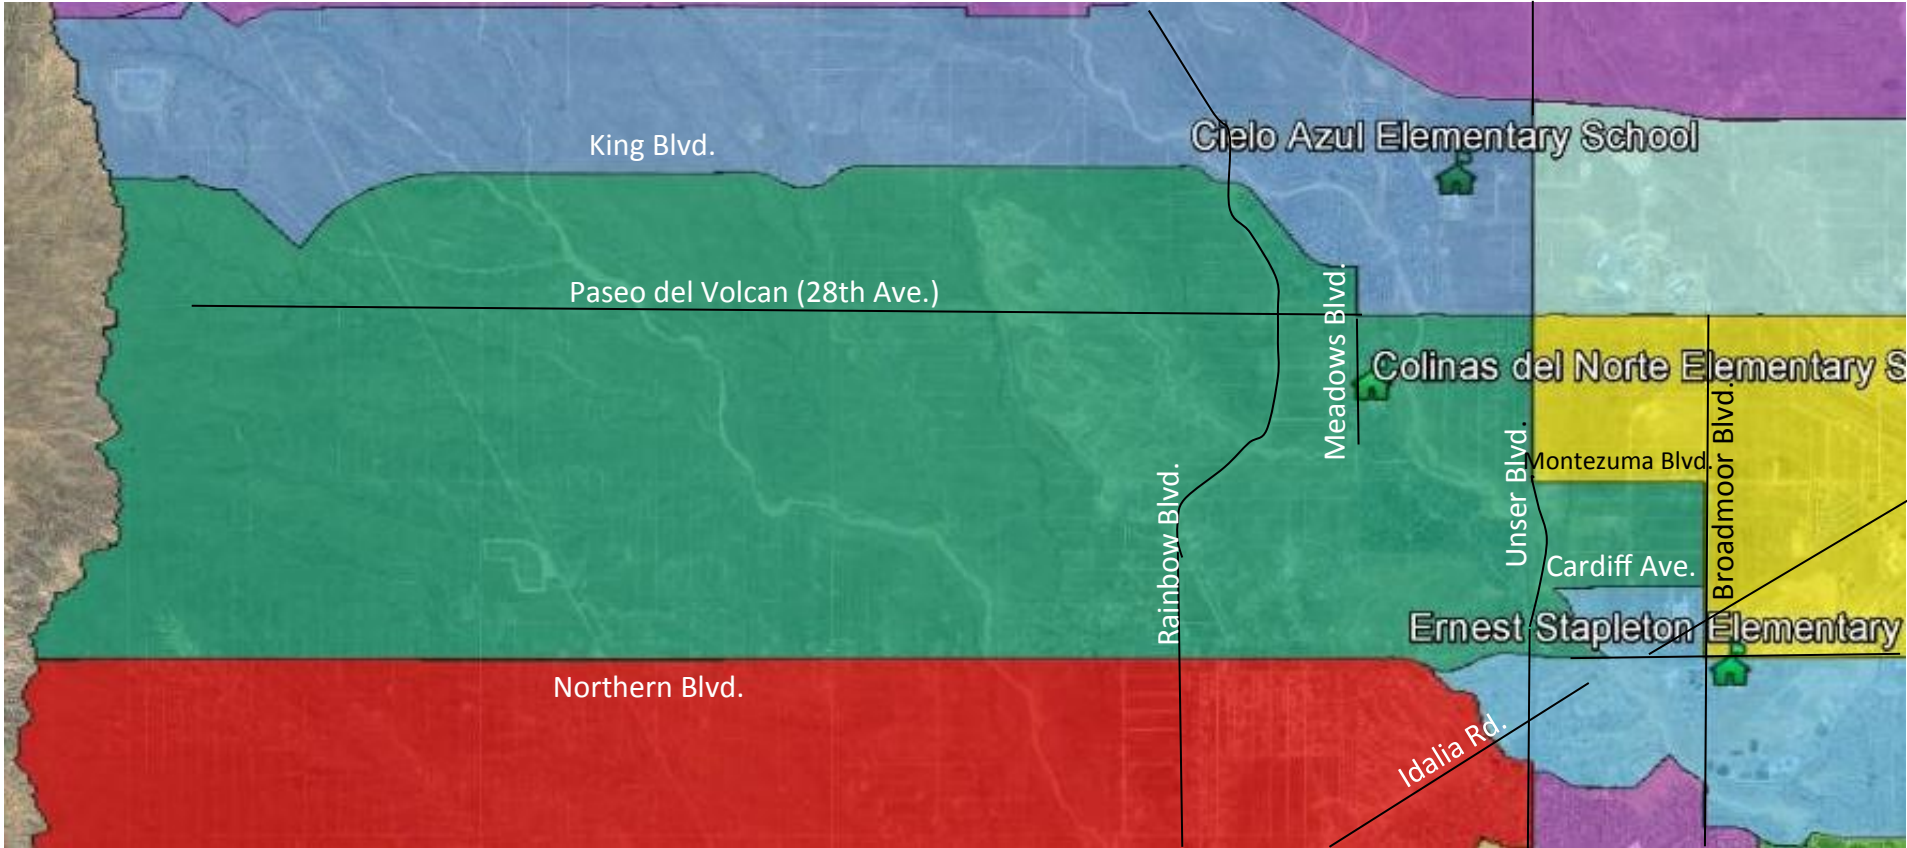 King Blvd.
Cielo Azul Elementary School
Paseo del Volcan (28th Ave.)
Meadows Blvd.
Colinas del Norte Elementary S
Montezuma Blvd.
Unser Blvd.
Broadmoor Blvd.
Rainbow Blvd.
Cardiff Ave.
Ernest Stapleton Elementary
Northern Blvd.
Idalia Rd.